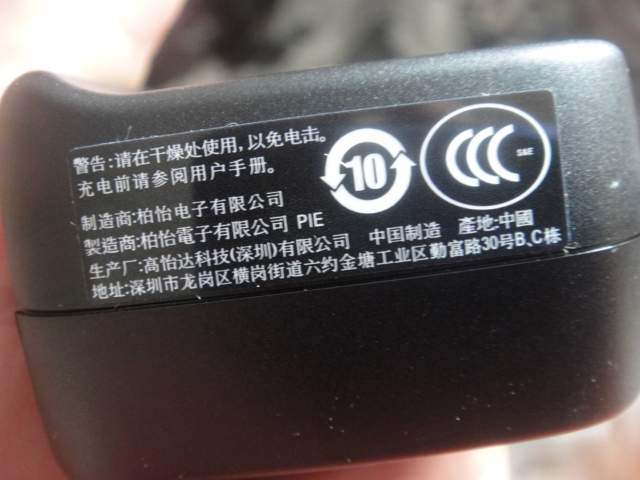 警告:请在干燥处使用,以免电击。
充电前请参阅用户手册。
10
S&E
制造商:柏怡电子有限公司
製造商:柏怡電子有限公司 PIE
生产厂:高怡达科技(深圳)有限公司 中国制造 產地:中國
地址:深圳市龙岗区横岗街道六约金塘工业区勤富路30号B、C栋